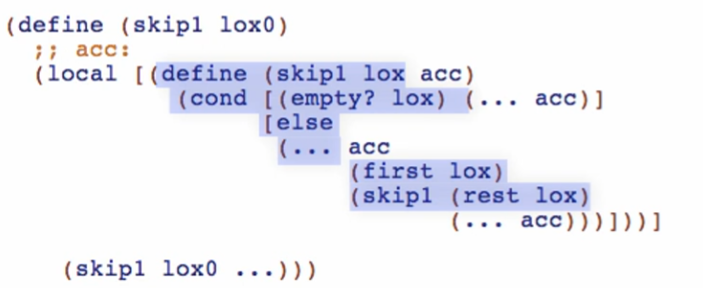 (define (skip1 lox0)
;; acc:
(local [(define (skip1 lox acc)
(cond [(empty? lox) (... acc)]
[else
(... acc
(first lox)
(skip1 (rest lox)
(... acc)))]))]
(skip1 lox0 ...)))